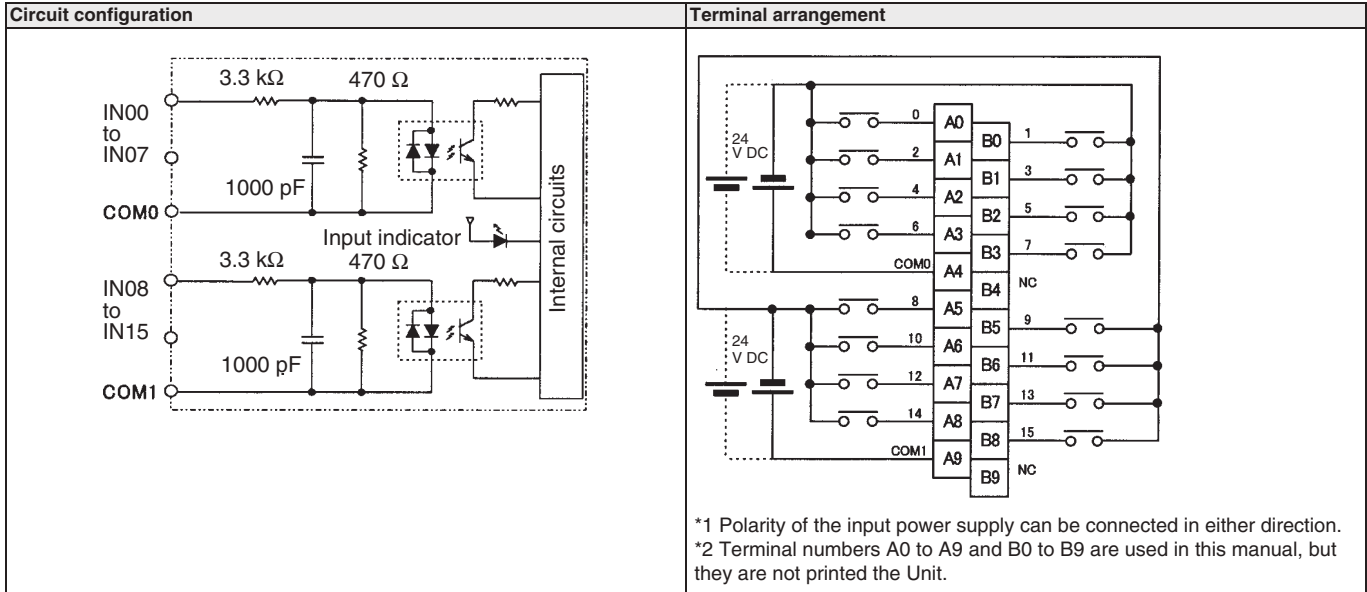 Circuit configuration
3.3 kΩ
470 Ω
IN00
to
IN07
1000 pF
COM0
Input indicator
3.3 kΩ
470 Ω
IN08
to
IN15
1000 pF
COM1
Internal circuits
Terminal arrangement
24
V DC
0
A0
B0
1
2
A1
B1
3
4
A2
B2
5
6
A3
B3
7
COM0
A4
B4
NC
24
V DC
8
A5
B5
9
10
A6
B6
11
12
A7
B7
13
14
A8
B8
15
COM1
A9
B9
NC
*1 Polarity of the input power supply can be connected in either direction.
*2 Terminal numbers A0 to A9 and B0 to B9 are used in this manual, but
they are not printed the Unit.